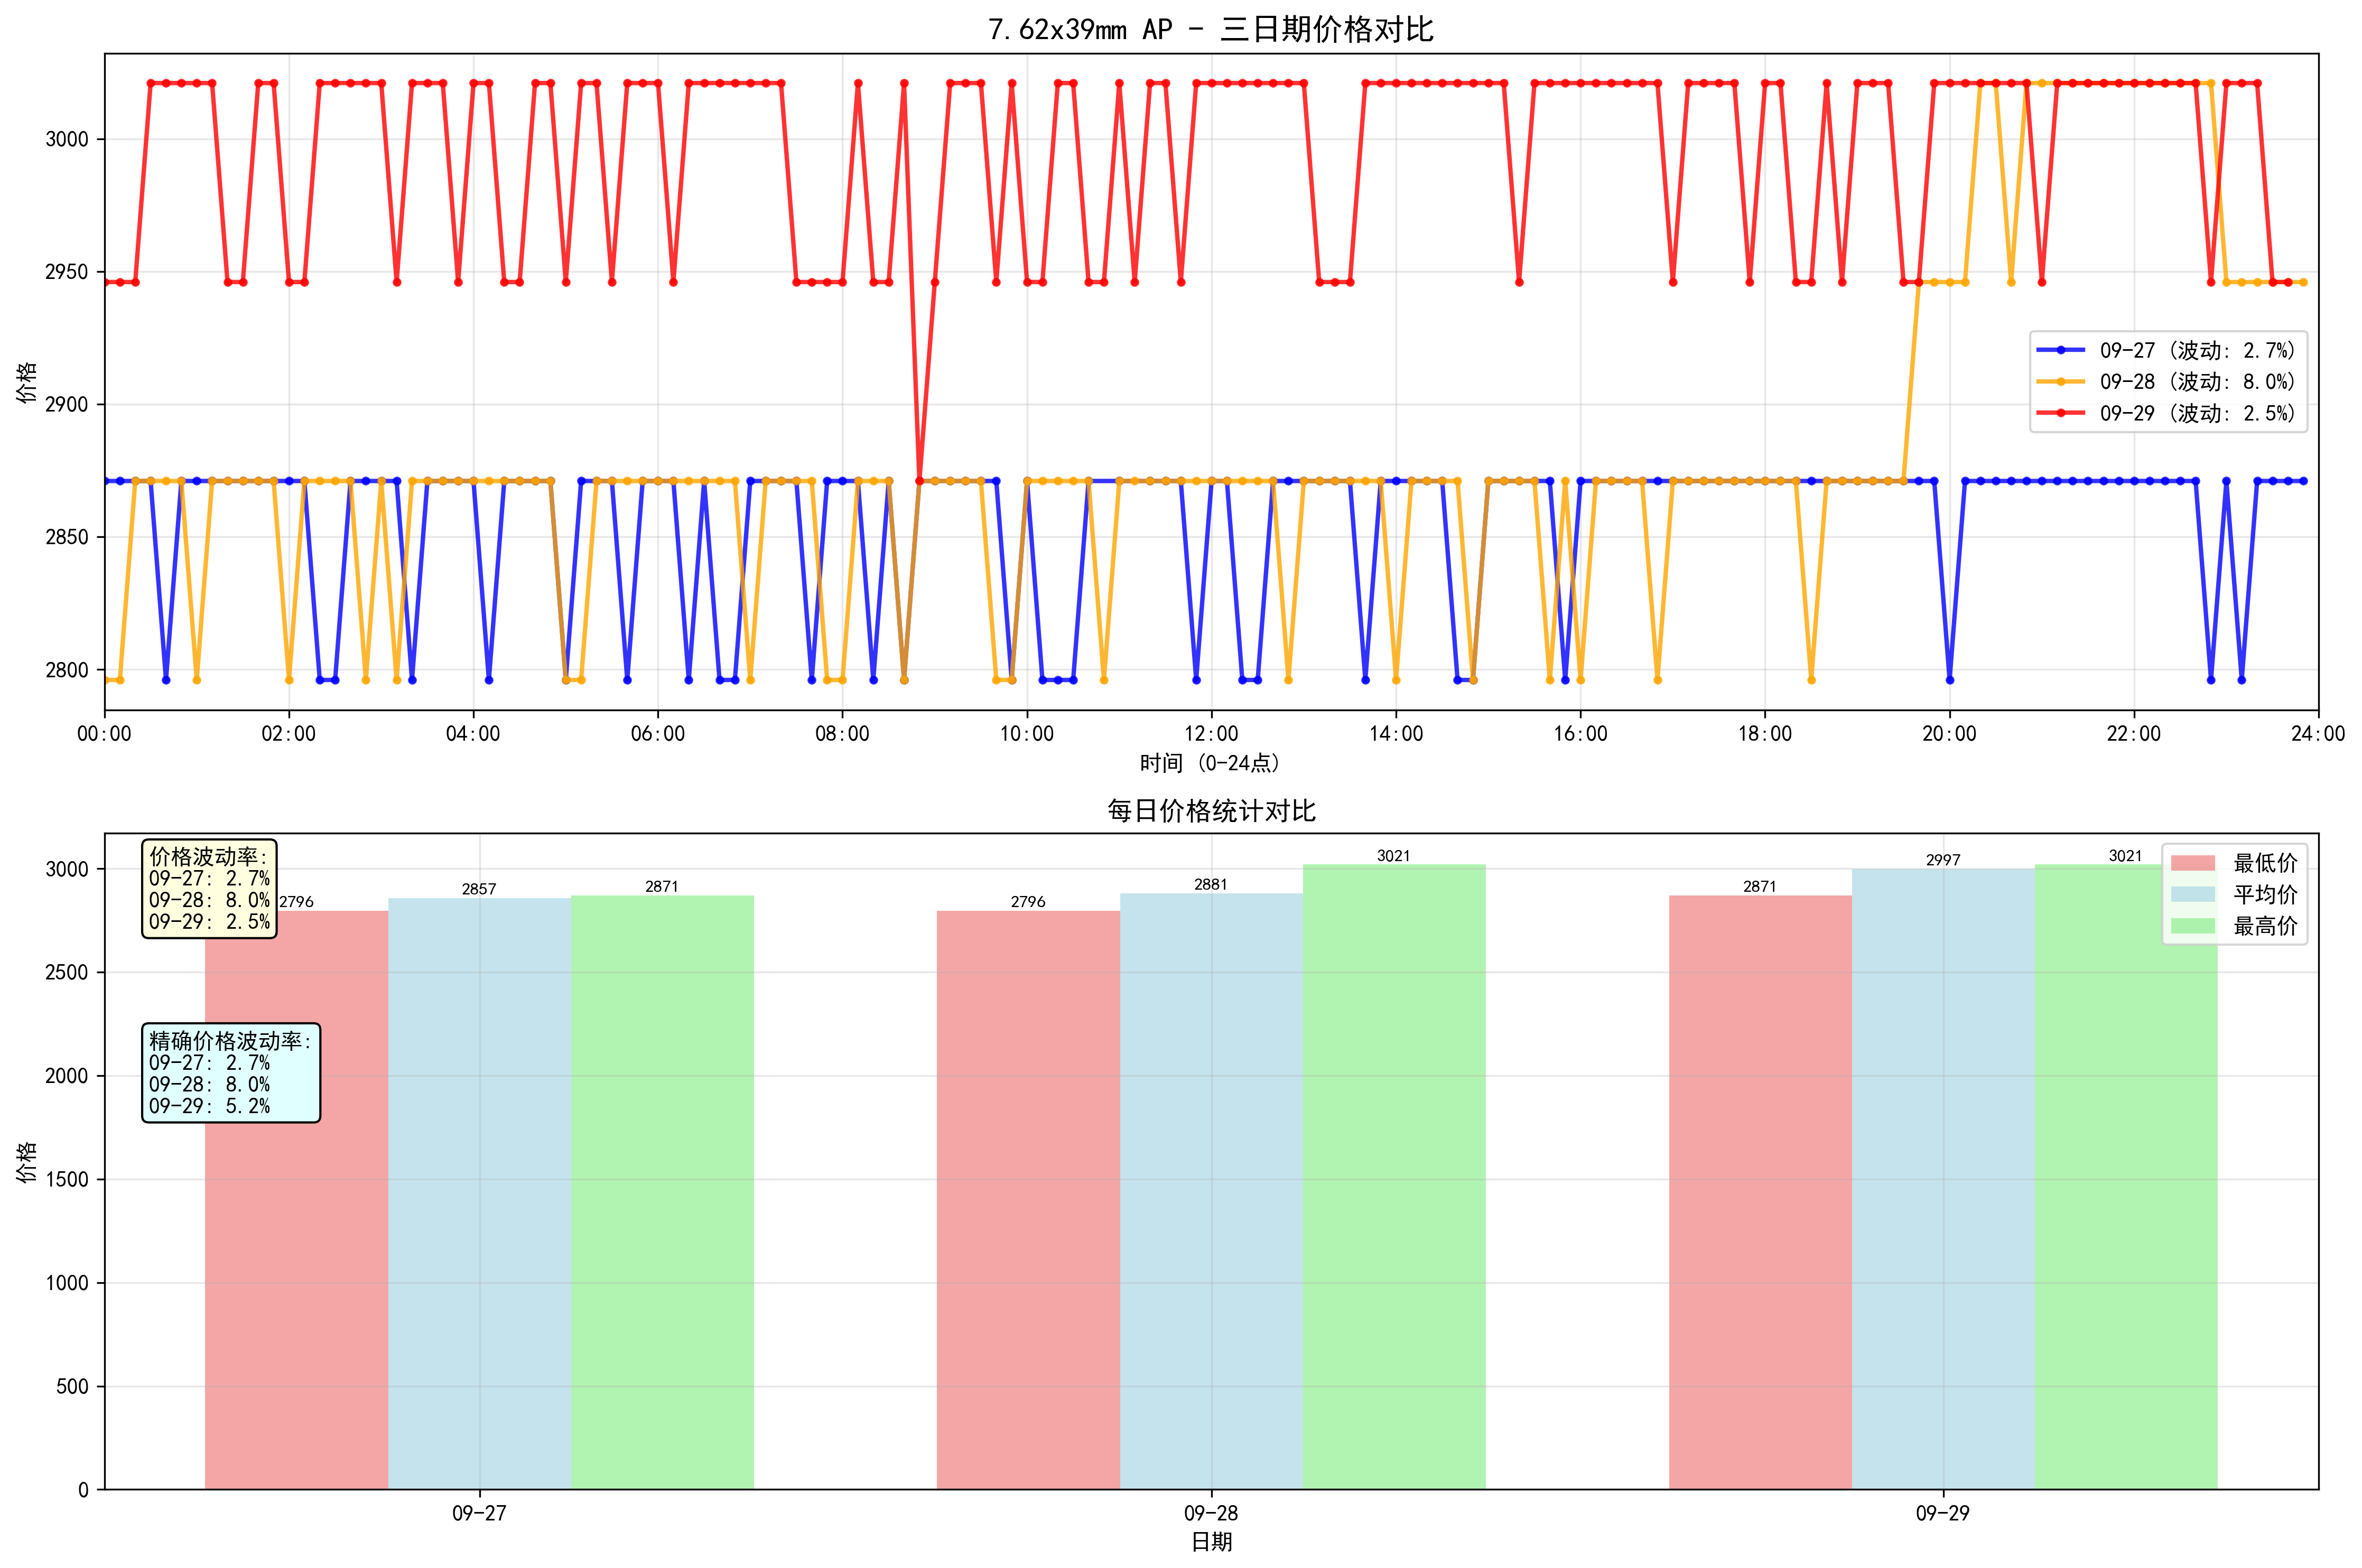 7.62x39mm AP - 三日期价格对比
价格
3000
2950
2900
2850
2800
09-27 (波动: 2.7%)
09-28 (波动: 8.0%)
09-29 (波动: 2.5%)
00:00 02:00 04:00 06:00 08:00 10:00 12:00 14:00 16:00 18:00 20:00 22:00 24:00
时间 (0-24点)
每日价格统计对比
价格
3000
2500
2000
1500
1000
500
0
价格波动率:
09-27: 2.7%
09-28: 8.0%
09-29: 2.5%
精确价格波动率:
09-27: 2.7%
09-28: 8.0%
09-29: 5.2%
2796 2857 2871 2796 2881 3021 2871 2997 3021
最低价
平均价
最高价
09-27 09-28 09-29
日期